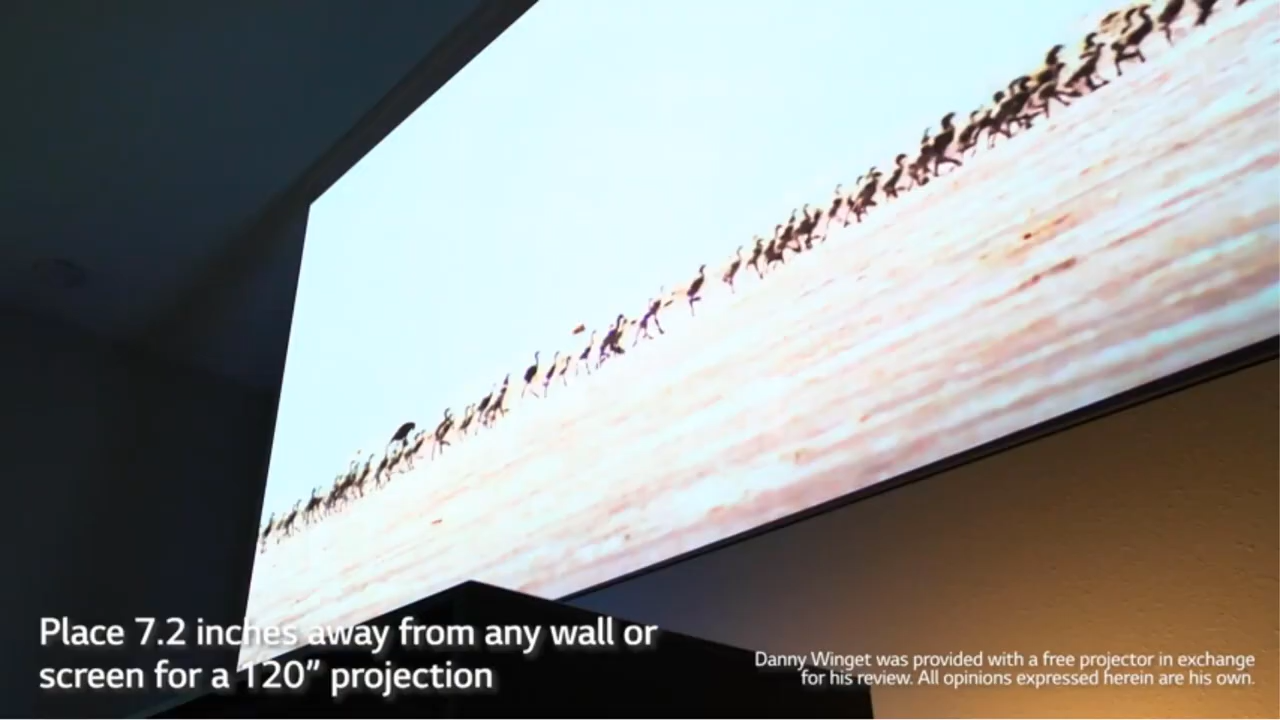 Place 7.2 inches away from any wall or
screen for a 120” projection
Danny Winget was provided with a free projector in exchange
for his review. All opinions expressed herein are his own.